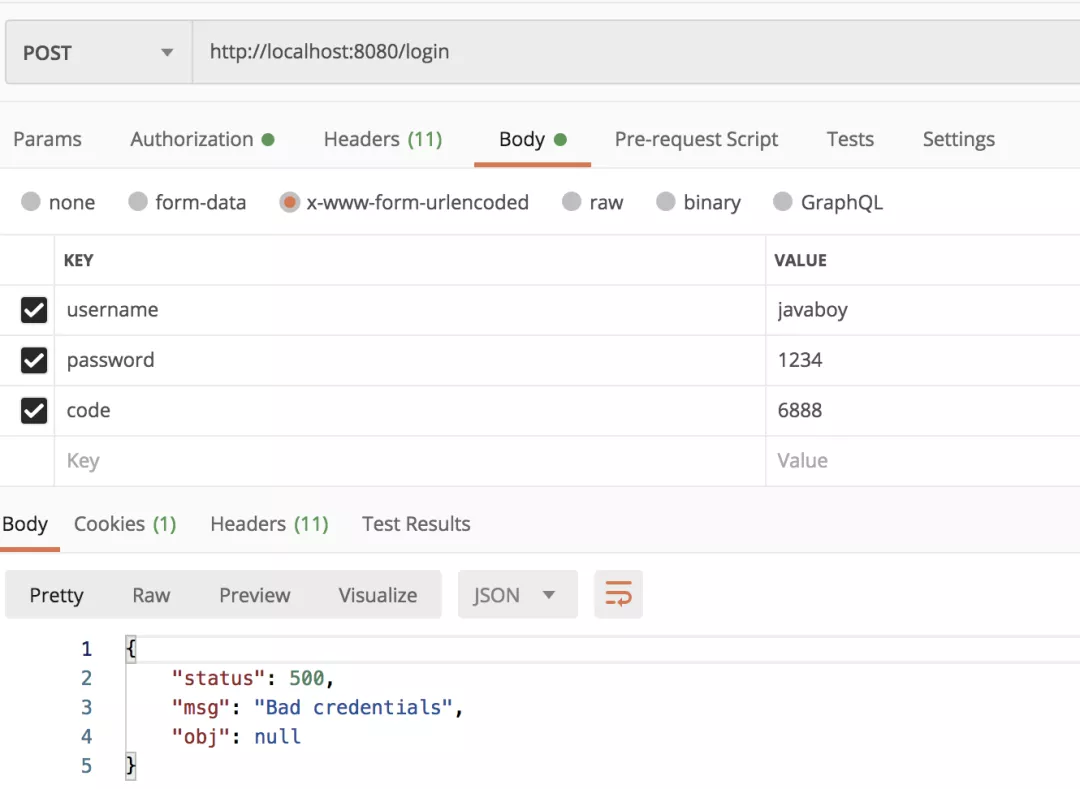 POST http://localhost:8080/login
Params Authorization Headers (11) Body Pre-request Script Tests Settings
none form-data x-www-form-urlencoded raw binary GraphQL
KEY VALUE
username javaboy
password 1234
code 6888
Key Value
Body Cookies (1) Headers (11) Test Results
Pretty Raw Preview Visualize JSON
1 {
2 "status": 500,
3 "msg": "Bad credentials",
4 "obj": null
5 }